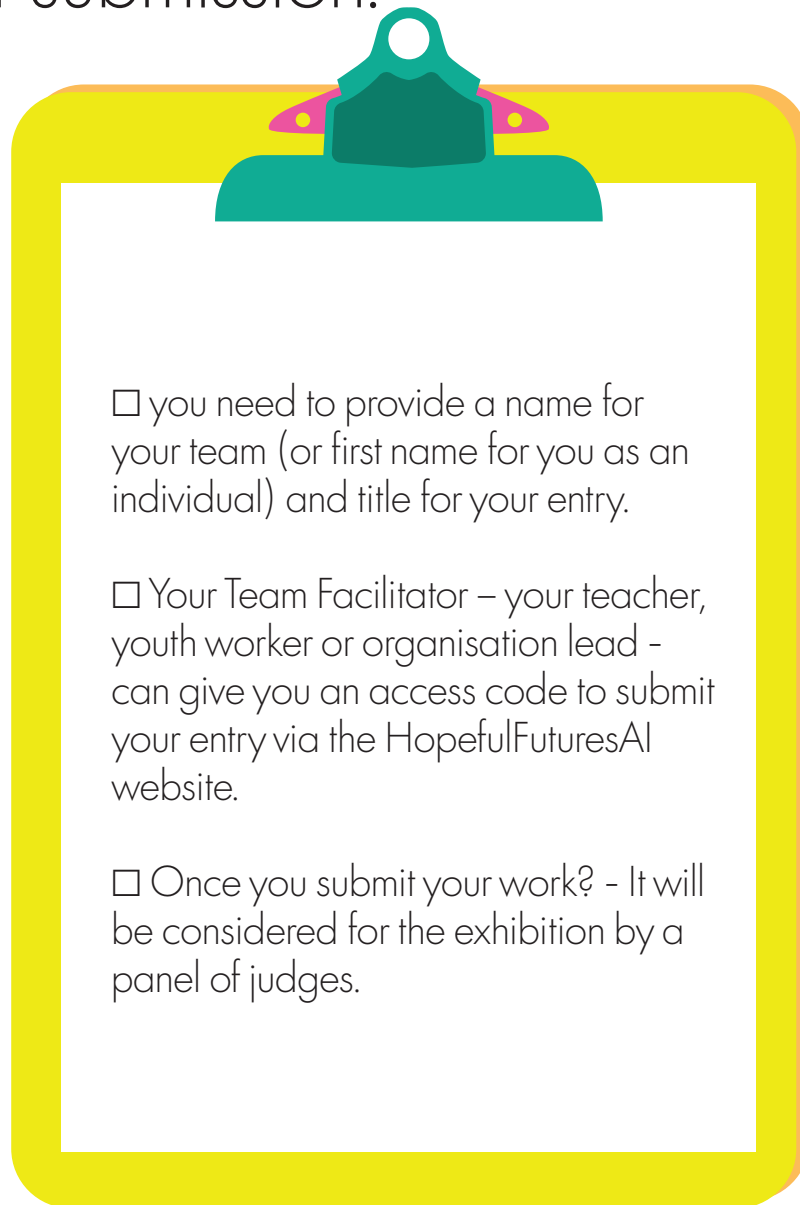 submission.
☐ you need to provide a name for
your team (or first name for you as an
individual) and title for your entry.
☐ Your Team Facilitator – your teacher,
youth worker or organisation lead -
can give you an access code to submit
your entry via the HopefulFuturesAI
website.
☐ Once you submit your work? - It will
be considered for the exhibition by a
panel of judges.